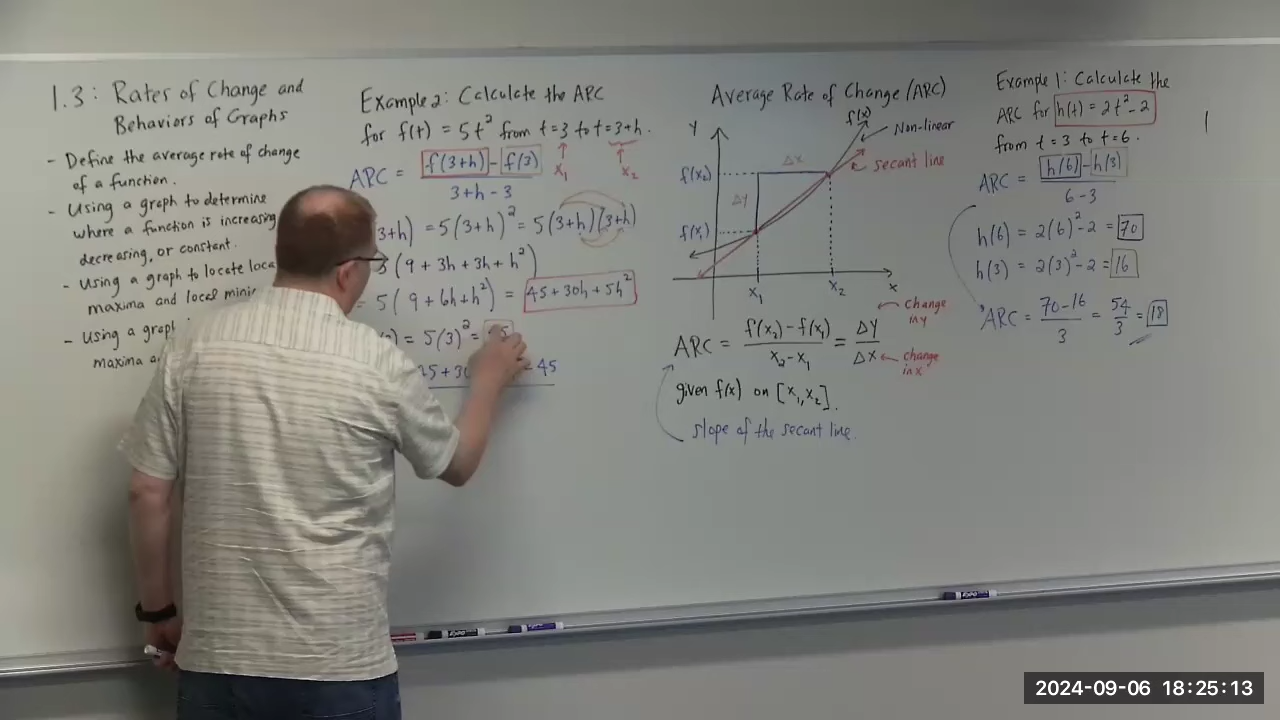 1.3: Rates of Change and
Behaviors of Graphs
- Define the average rate of change
of a function.
- Using a graph to determine
where a function is increasing
decreasing, or constant.
- Using a graph to locate loca
maxima and local mini
- Using a grap
maxima a
Example 2: Calculate the ARC
for f(t) = 5t² from t=3 to t=3+h.
ARC = f(3+h) - f(3)
3+h-3
x₁ x₂
3+h) = 5(3+h)² = 5(3+h)(3+h)
(9 + 3h + 3h + h²)
= 5(9 + 6h + h²) = 45+30h+5h²
) = 5(3)² =
5+30 -45
Average Rate of Change (ARC)
Y
f(x)
Non-linear
secant line
Δx
f(x₂)
Δy
f(x₁)
x₁ x₂ x
change in y
ARC = f(x₂) - f(x₁) / x₂ - x₁ = Δy / Δx
change in x
given f(x) on [x₁, x₂].
slope of the secant line.
Example 1: Calculate the
ARC for h(t) = 2t²-2
from t=3 to t=6.
ARC = h(6) - h(3)
6-3
h(6) = 2(6)²-2 = 70
h(3) = 2(3)²-2 = 16
ARC = 70-16 / 3 = 54 / 3 = 18
EXPO
2024-09-06 18:25:13